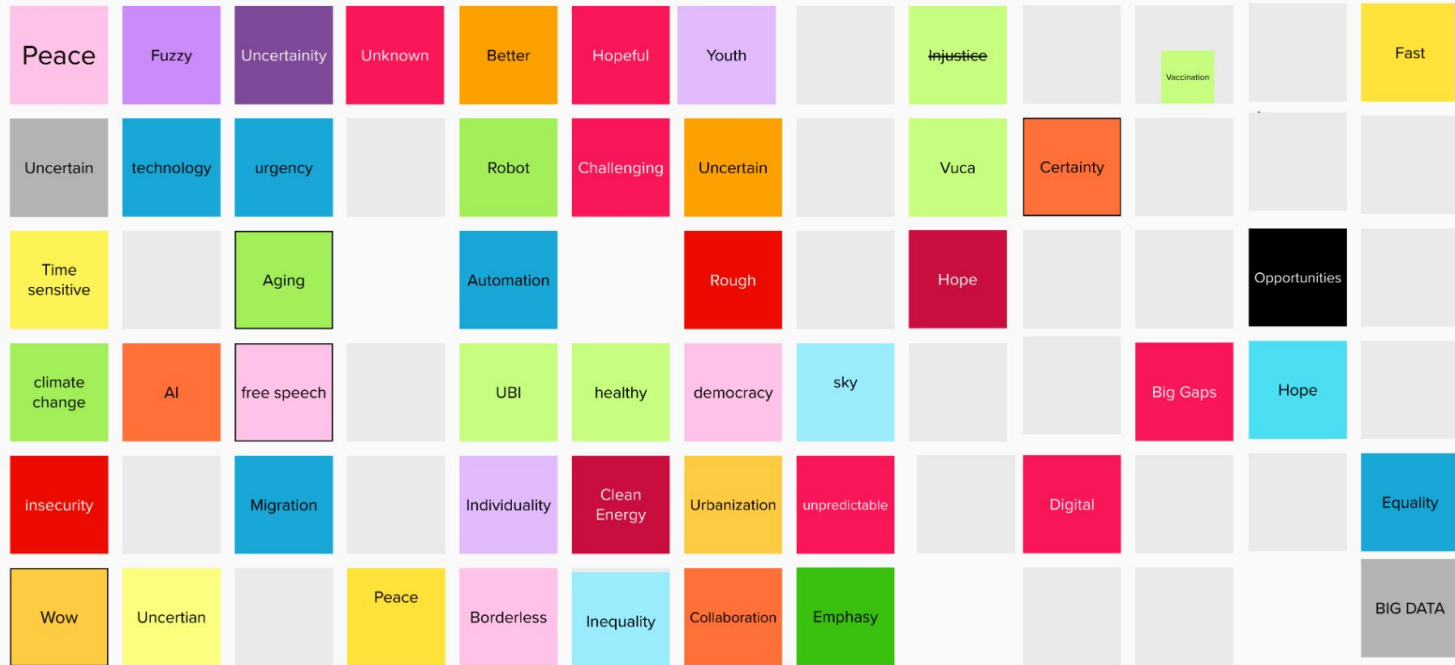 Peace
Fuzzy
Uncertainity
Unknown
Better
Hopeful
Youth
Injustice
Vaccination
Fast
Uncertain
technology
urgency
Robot
Challenging
Uncertain
Vuca
Certainty
Time
sensitive
Aging
Automation
Rough
Hope
Opportunities
climate
change
AI
free speech
UBI
healthy
democracy
sky
Big Gaps
Hope
insecurity
Migration
Individuality
Clean
Energy
Urbanization
unpredictable
Digital
Equality
Wow
Uncertian
Peace
Borderless
Inequality
Collaboration
Emphasy
BIG DATA